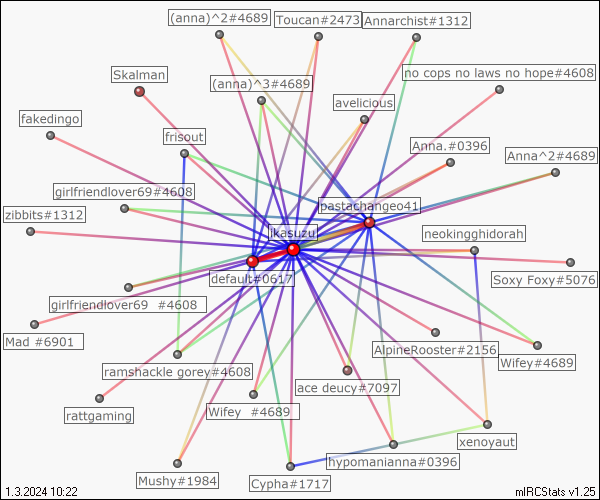 (anna)^2#4689
Toucan#2473
Annarchist#1312
Skalman
(anna)^3#4689
no cops no laws no hope#4608
avelicious
fakedingo
frisout
Anna.#0396
Anna^2#4689
girlfriendlover69#4608
pastachangeo41
zibbits#1312
ikasuzu
neokingghidorah
default#0617
Soxy Foxy#5076
girlfriendlover69 #4608
Mad #6901
AlpineRooster#2156
Wifey#4689
ramshackle gorey#4608
ace deucy#7097
rattgaming
Wifey #4689
xenoyaut
hypomanianna#0396
Mushy#1984
Cypha#1717
1.3.2024 10:22
mIRCStats v1.25